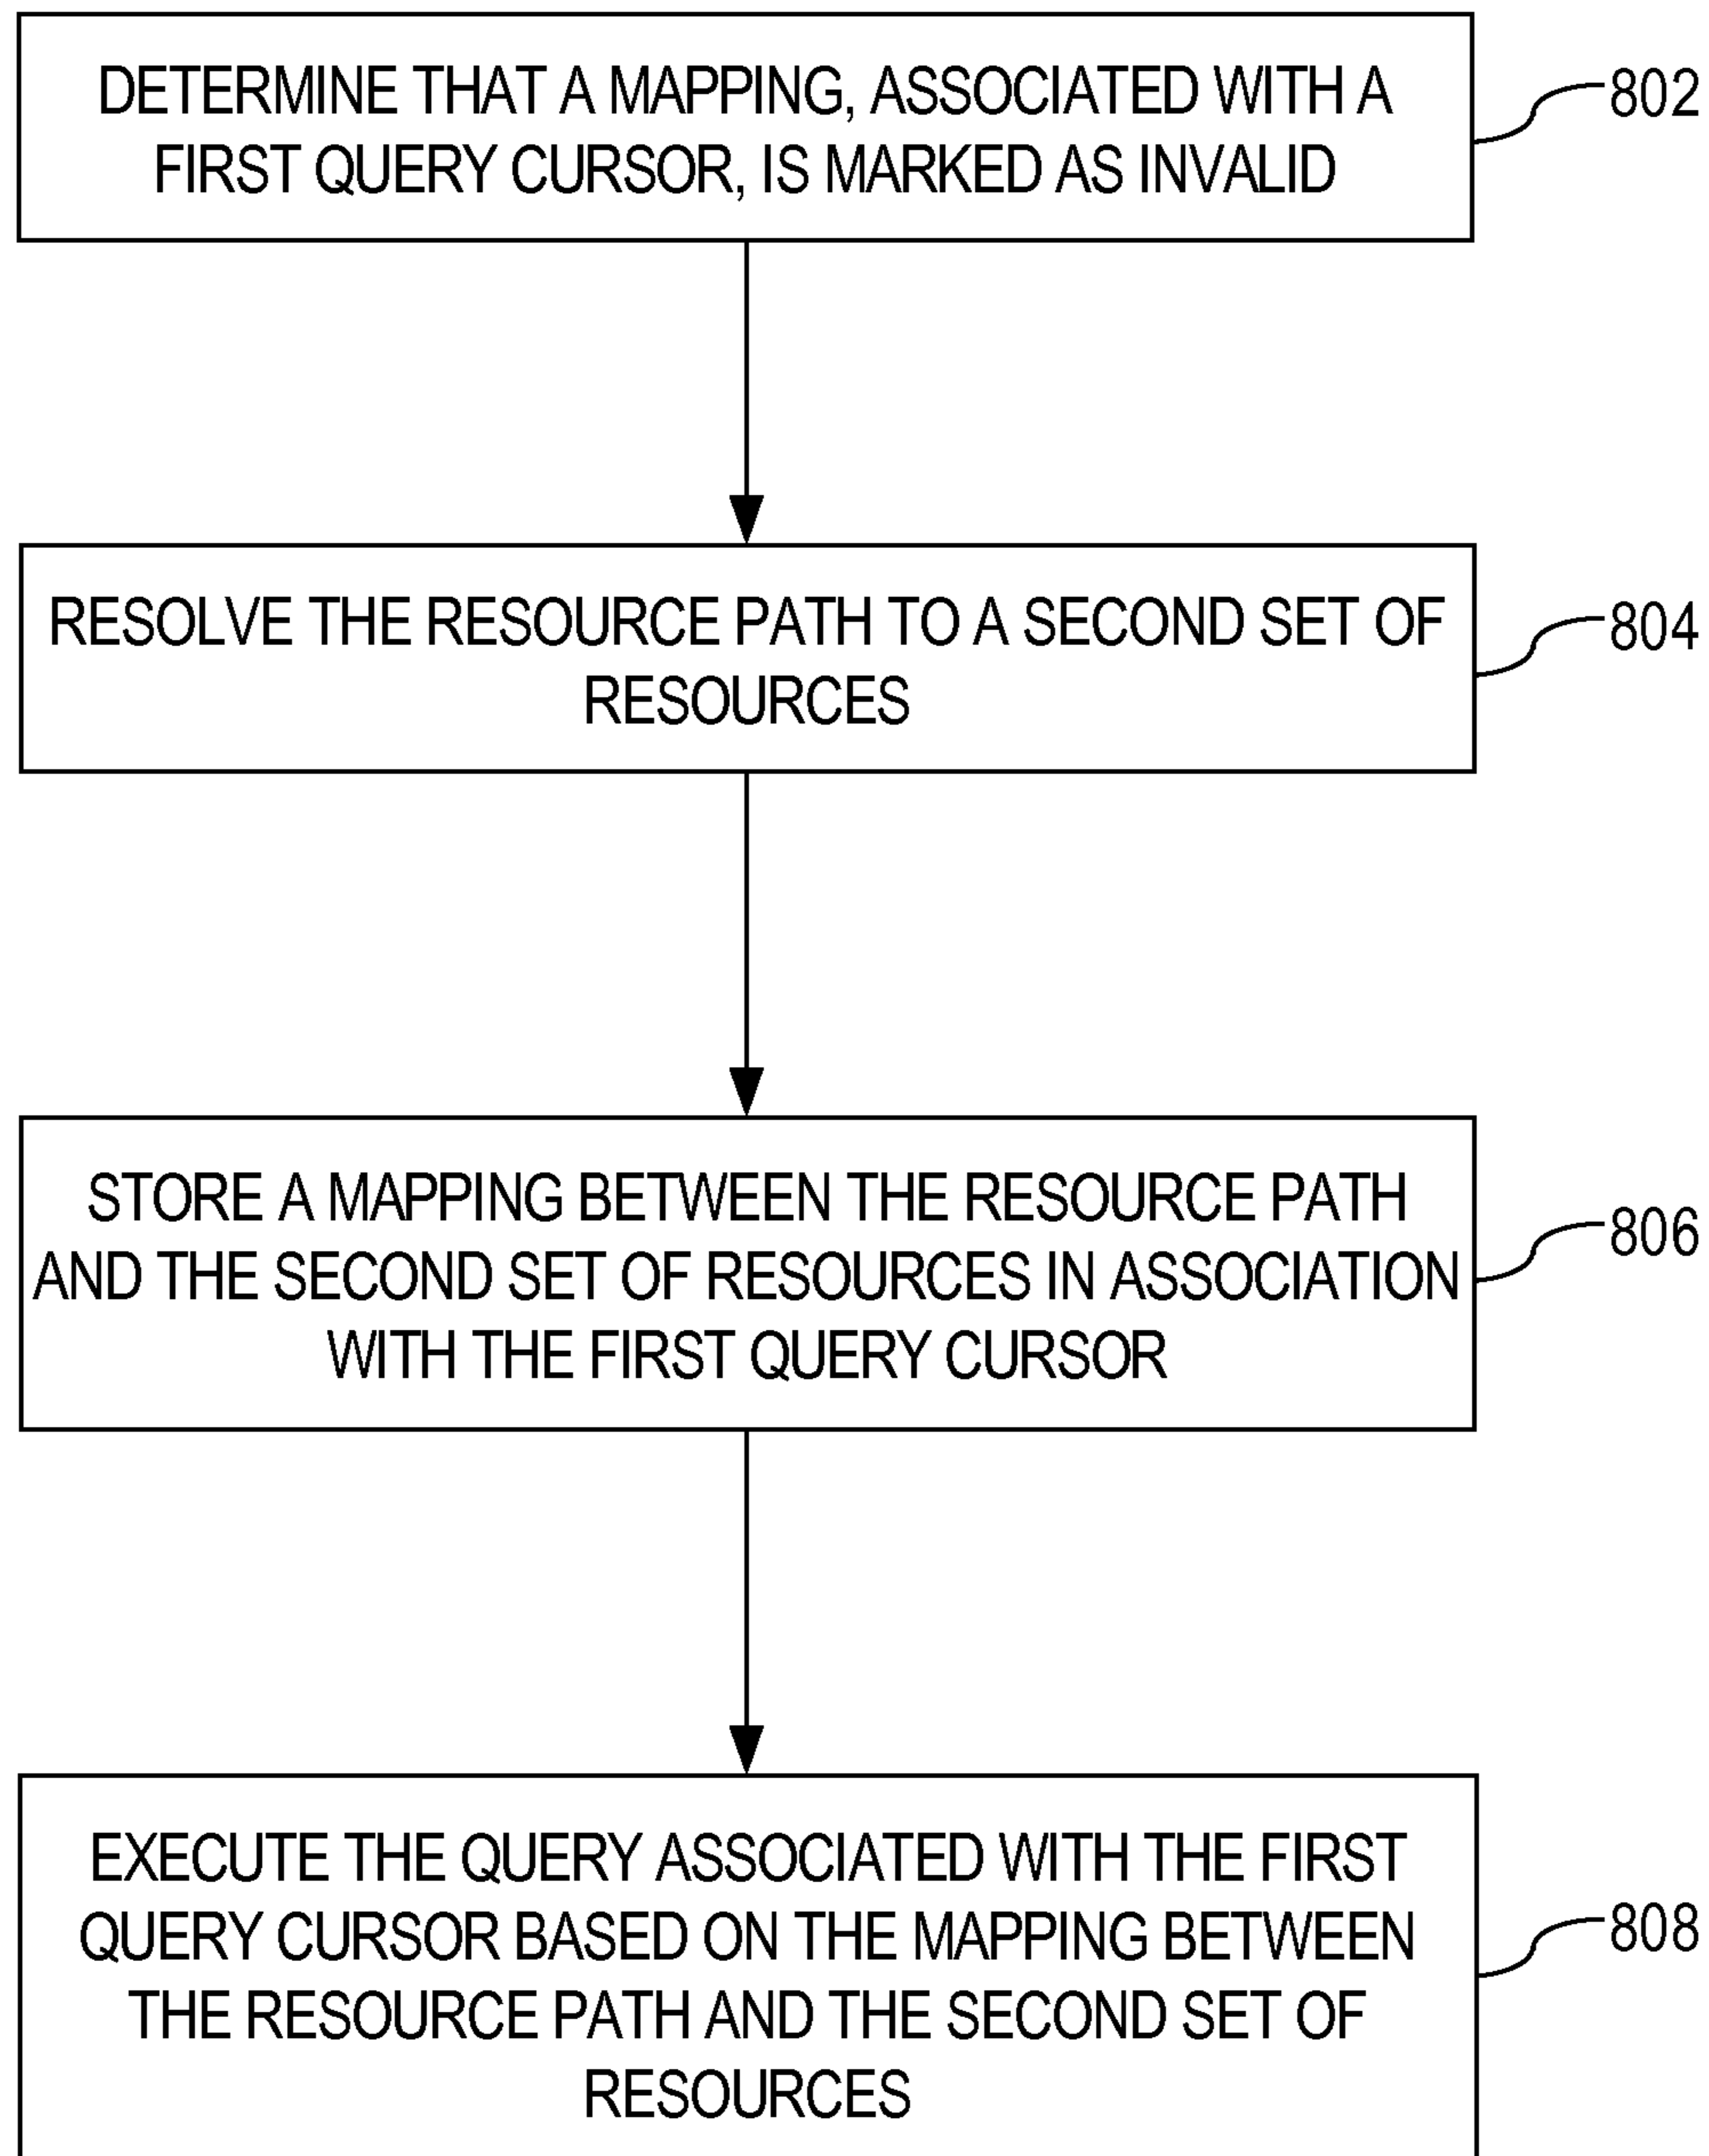 DETERMINE THAT A MAPPING, ASSOCIATED WITH A
FIRST QUERY CURSOR, IS MARKED AS INVALID
802
RESOLVE THE RESOURCE PATH TO A SECOND SET OF
RESOURCES
804
STORE A MAPPING BETWEEN THE RESOURCE PATH
AND THE SECOND SET OF RESOURCES IN ASSOCIATION
WITH THE FIRST QUERY CURSOR
806
EXECUTE THE QUERY ASSOCIATED WITH THE FIRST
QUERY CURSOR BASED ON THE MAPPING BETWEEN
THE RESOURCE PATH AND THE SECOND SET OF
RESOURCES
808